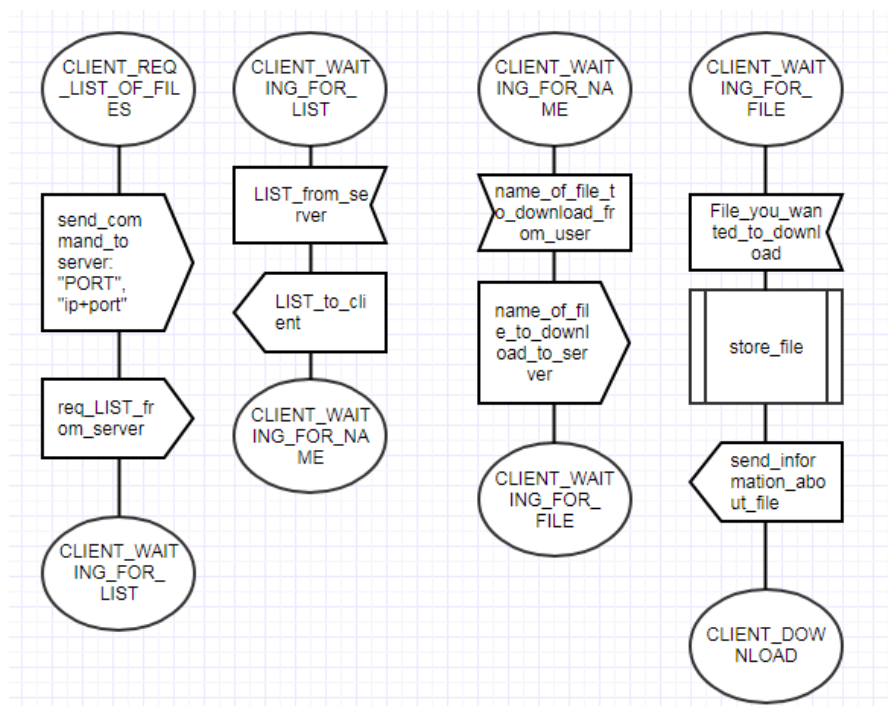 CLIENT_REQ
_LIST_OF_FIL
ES
send_com
mand_to
server:
"PORT",
"ip+port"
req_LIST_fr
om_server
CLIENT_WAIT
ING_FOR_
LIST
CLIENT_WAIT
ING_FOR_
LIST
LIST_from_se
rver
LIST_to_cli
ent
CLIENT_WAIT
ING_FOR_NA
ME
CLIENT_WAIT
ING_FOR_NA
ME
name_of_file_t
o_download_fr
om_user
name_of_fil
e_to_downl
oad_to_ser
ver
CLIENT_WAIT
ING_FOR_
FILE
CLIENT_WAIT
ING_FOR_
FILE
File_you_wan
ted_to_downl
oad
store_file
send_infor
mation_abo
ut_file
CLIENT_DOW
NLOAD